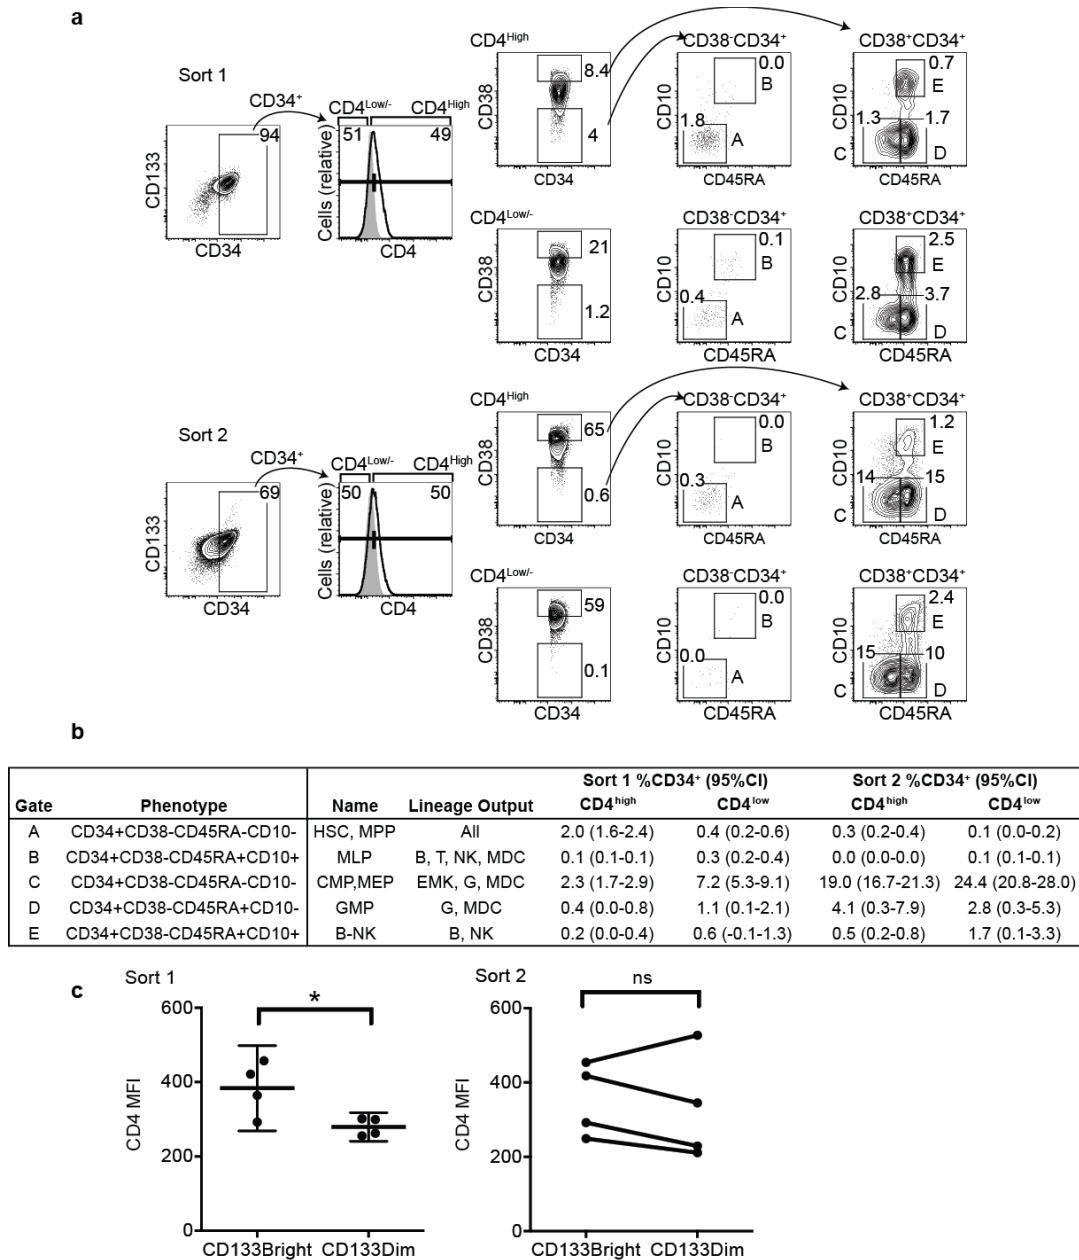 a
Sort 1
CD34+
94
CD133
CD34
CD4Low/- CD4High
51 49
Cells (relative)
CD4
CD4High
8.4
4
CD38
CD34
CD38-CD34+
0.0
B
1.8
A
CD10
CD45RA
CD38+CD34+
0.7
E
1.3 1.7
C D
CD10
CD45RA
CD4Low/-
21
1.2
CD38
CD34
CD38-CD34+
0.1
B
0.4
A
CD10
CD45RA
CD38+CD34+
2.5
E
2.8 3.7
C D
CD10
CD45RA
Sort 2
CD34+
69
CD133
CD34
CD4Low/- CD4High
50 50
Cells (relative)
CD4
CD4High
65
0.6
CD38
CD34
CD38-CD34+
0.0
B
0.3
A
CD10
CD45RA
CD38+CD34+
1.2
E
14 15
C D
CD10
CD45RA
CD4Low/-
59
0.1
CD38
CD34
CD38-CD34+
0.0
B
0.0
A
CD10
CD45RA
CD38+CD34+
2.4
E
15 10
C D
CD10
CD45RA
b
Sort 1 %CD34+ (95%CI) Sort 2 %CD34+ (95%CI)
Gate Phenotype Name Lineage Output CD4high CD4low CD4high CD4low
A CD34+CD38-CD45RA-CD10- HSC, MPP All 2.0 (1.6-2.4) 0.4 (0.2-0.6) 0.3 (0.2-0.4) 0.1 (0.0-0.2)
B CD34+CD38-CD45RA+CD10+ MLP B, T, NK, MDC 0.1 (0.1-0.1) 0.3 (0.2-0.4) 0.0 (0.0-0.0) 0.1 (0.1-0.1)
C CD34+CD38-CD45RA-CD10- CMP,MEP EMK, G, MDC 2.3 (1.7-2.9) 7.2 (5.3-9.1) 19.0 (16.7-21.3) 24.4 (20.8-28.0)
D CD34+CD38-CD45RA+CD10- GMP G, MDC 0.4 (0.0-0.8) 1.1 (0.1-2.1) 4.1 (0.3-7.9) 2.8 (0.3-5.3)
E CD34+CD38-CD45RA+CD10+ B-NK B, NK 0.2 (0.0-0.4) 0.6 (-0.1-1.3) 0.5 (0.2-0.8) 1.7 (0.1-3.3)
c
Sort 1
*
600
400
200
0
CD4 MFI
CD133Bright CD133Dim
Sort 2
ns
600
400
200
0
CD4 MFI
CD133Bright CD133Dim